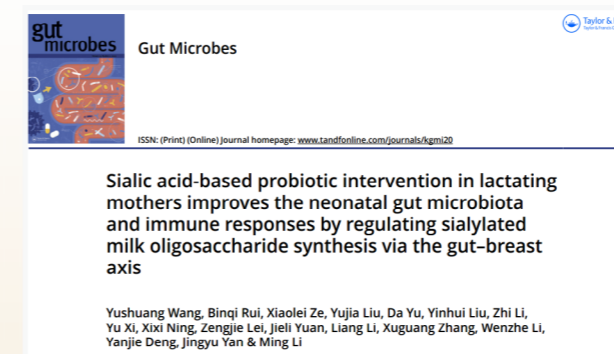 gut
microbes
Gut Microbes
Taylor &
ISSN: (Print) (Online) Journal homepage: www.tandfonline.com/journals/kgmi20
Sialic acid-based probiotic intervention in lactating
mothers improves the neonatal gut microbiota
and immune responses by regulating sialylated
milk oligosaccharide synthesis via the gut–breast
axis
Yushuang Wang, Binqi Rui, Xiaolei Ze, Yujia Liu, Da Yu, Yinhui Liu, Zhi Li,
Yu Xi, Xixi Ning, Zengjie Lei, Jieli Yuan, Liang Li, Xuguang Zhang, Wenzhe Li,
Yanjie Deng, Jingyu Yan & Ming Li